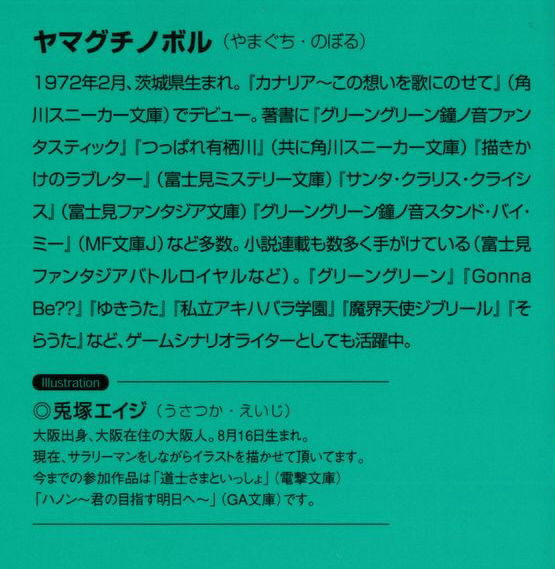 ヤマグチノボル（やまぐち・のぼる）
1972年2月、茨城県生まれ。『カナリア〜この想いを歌にのせて』（角
川スニーカー文庫）でデビュー。著書に『グリーングリーン鐘ノ音ファン
タスティック』『つっぱれ有栖川』（共に角川スニーカー文庫）『描きか
けのラブレター』（富士見ミステリー文庫）『サンタ・クラリス・クライシ
ス』（富士見ファンタジア文庫）『グリーングリーン鐘ノ音スタンド・バイ・
ミー』（MF文庫J）など多数。小説連載も数多く手がけている（富士見
ファンタジアバトルロイヤルなど）。『グリーングリーン』『Gonna
Be??』『ゆきうた』『私立アキハバラ学園』『魔界天使ジブリール』『そ
らうた』など、ゲームシナリオライターとしても活躍中。
Illustration
◎兎塚エイジ（うさつか・えいじ）
大阪出身、大阪在住の大阪人。8月16日生まれ。
現在、サラリーマンをしながらイラストを描かせて頂いてます。
今までの参加作品は「道士さまといっしょ」（電撃文庫）
「ハノン〜君の目指す明日へ〜」（GA文庫）です。